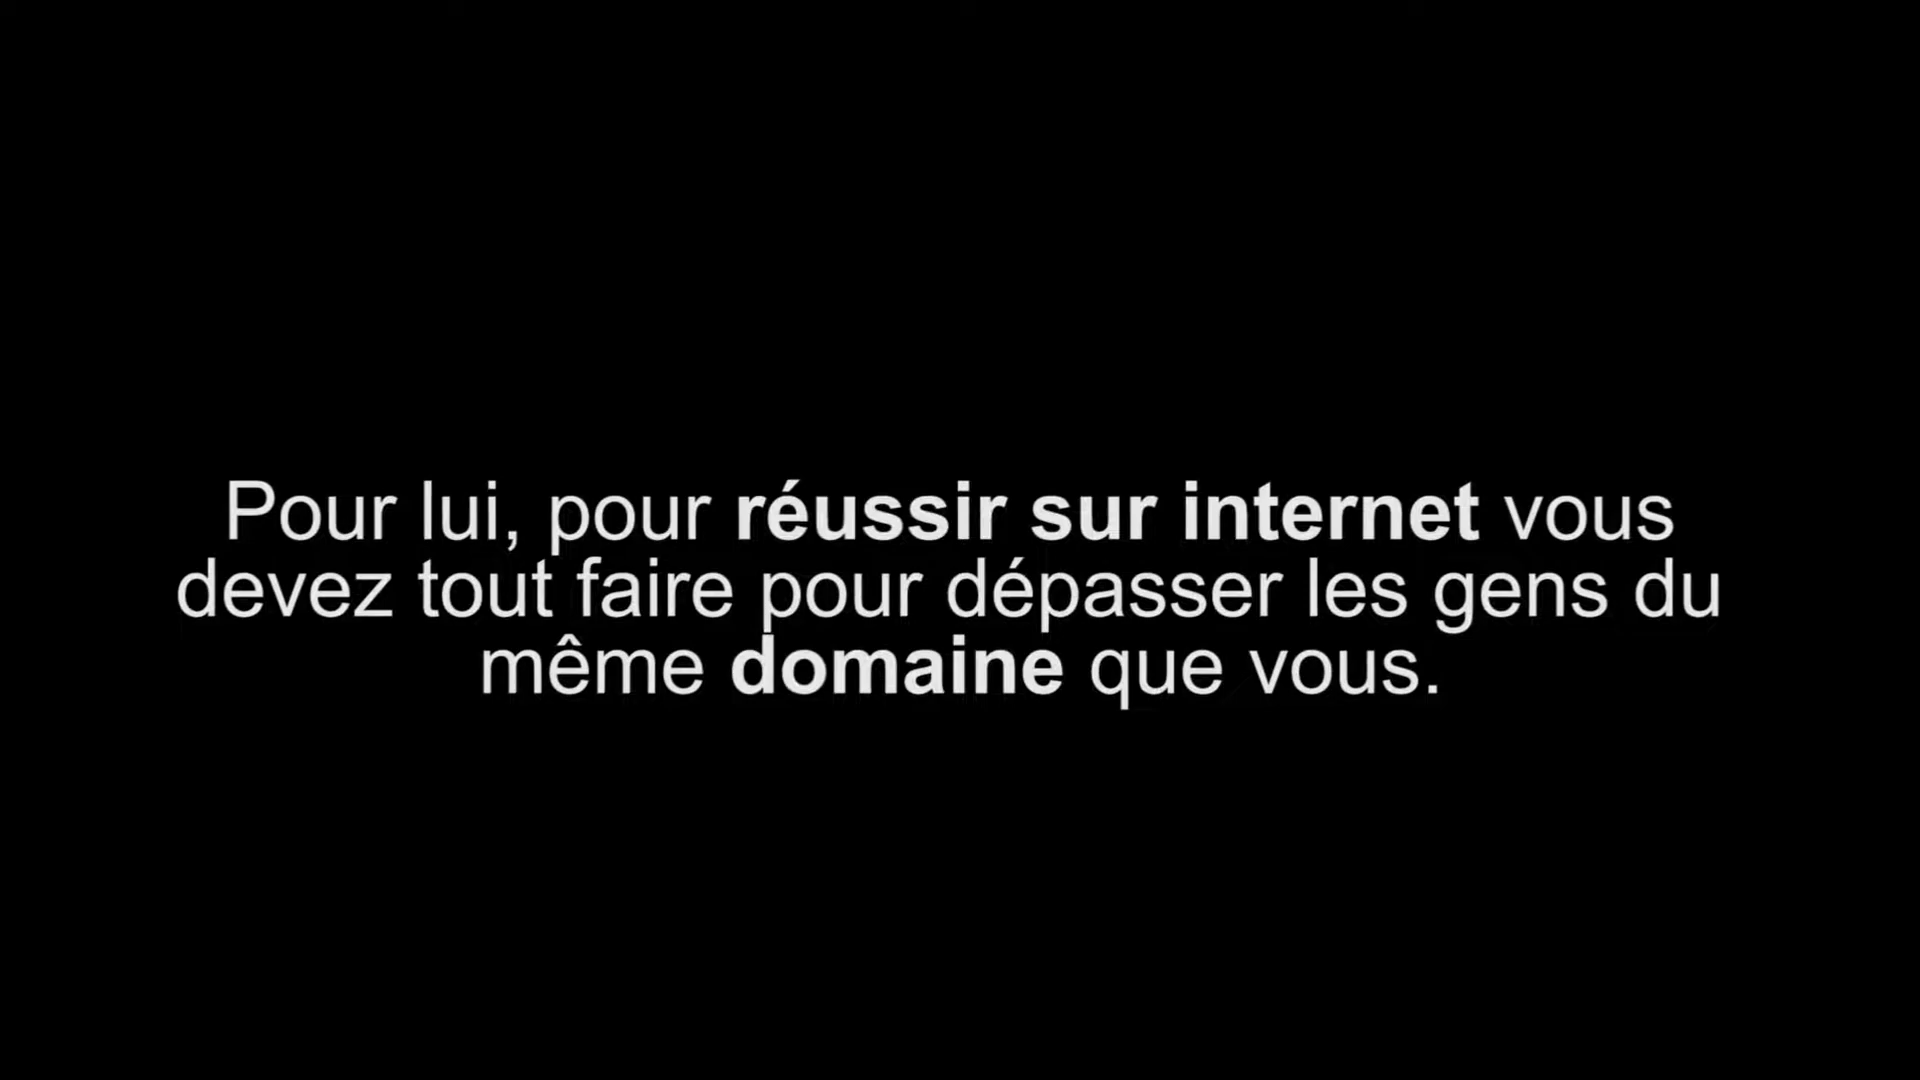 Pour lui, pour réussir sur internet vous
devez tout faire pour dépasser les gens du
même domaine que vous.